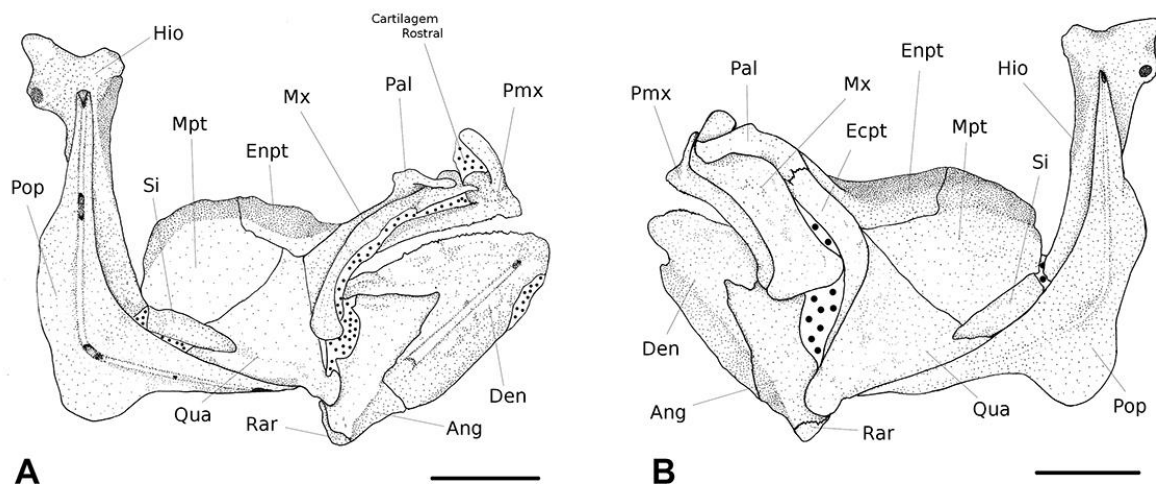 Hio
Cartilagem
Rostral
Pmx
Pal
Mx
Mpt
Enpt
Si
Pop
Qua
Rar
Ang
Den
A
Enpt
Hio
Pal
Mx
Pmx
Ecpt
Mpt
Si
Den
Ang
Rar
Qua
Pop
B